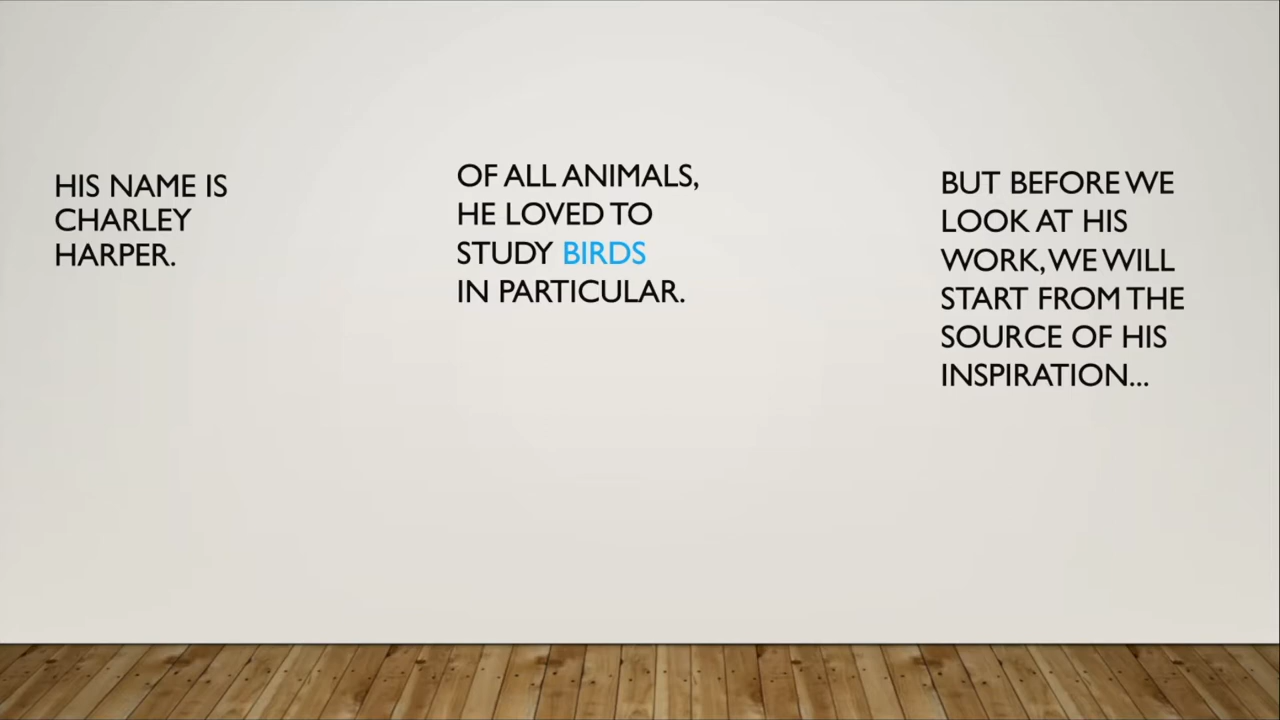 HIS NAME IS
CHARLEY
HARPER.
OF ALL ANIMALS,
HE LOVED TO
STUDY BIRDS
IN PARTICULAR.
BUT BEFORE WE
LOOK AT HIS
WORK, WE WILL
START FROM THE
SOURCE OF HIS
INSPIRATION...